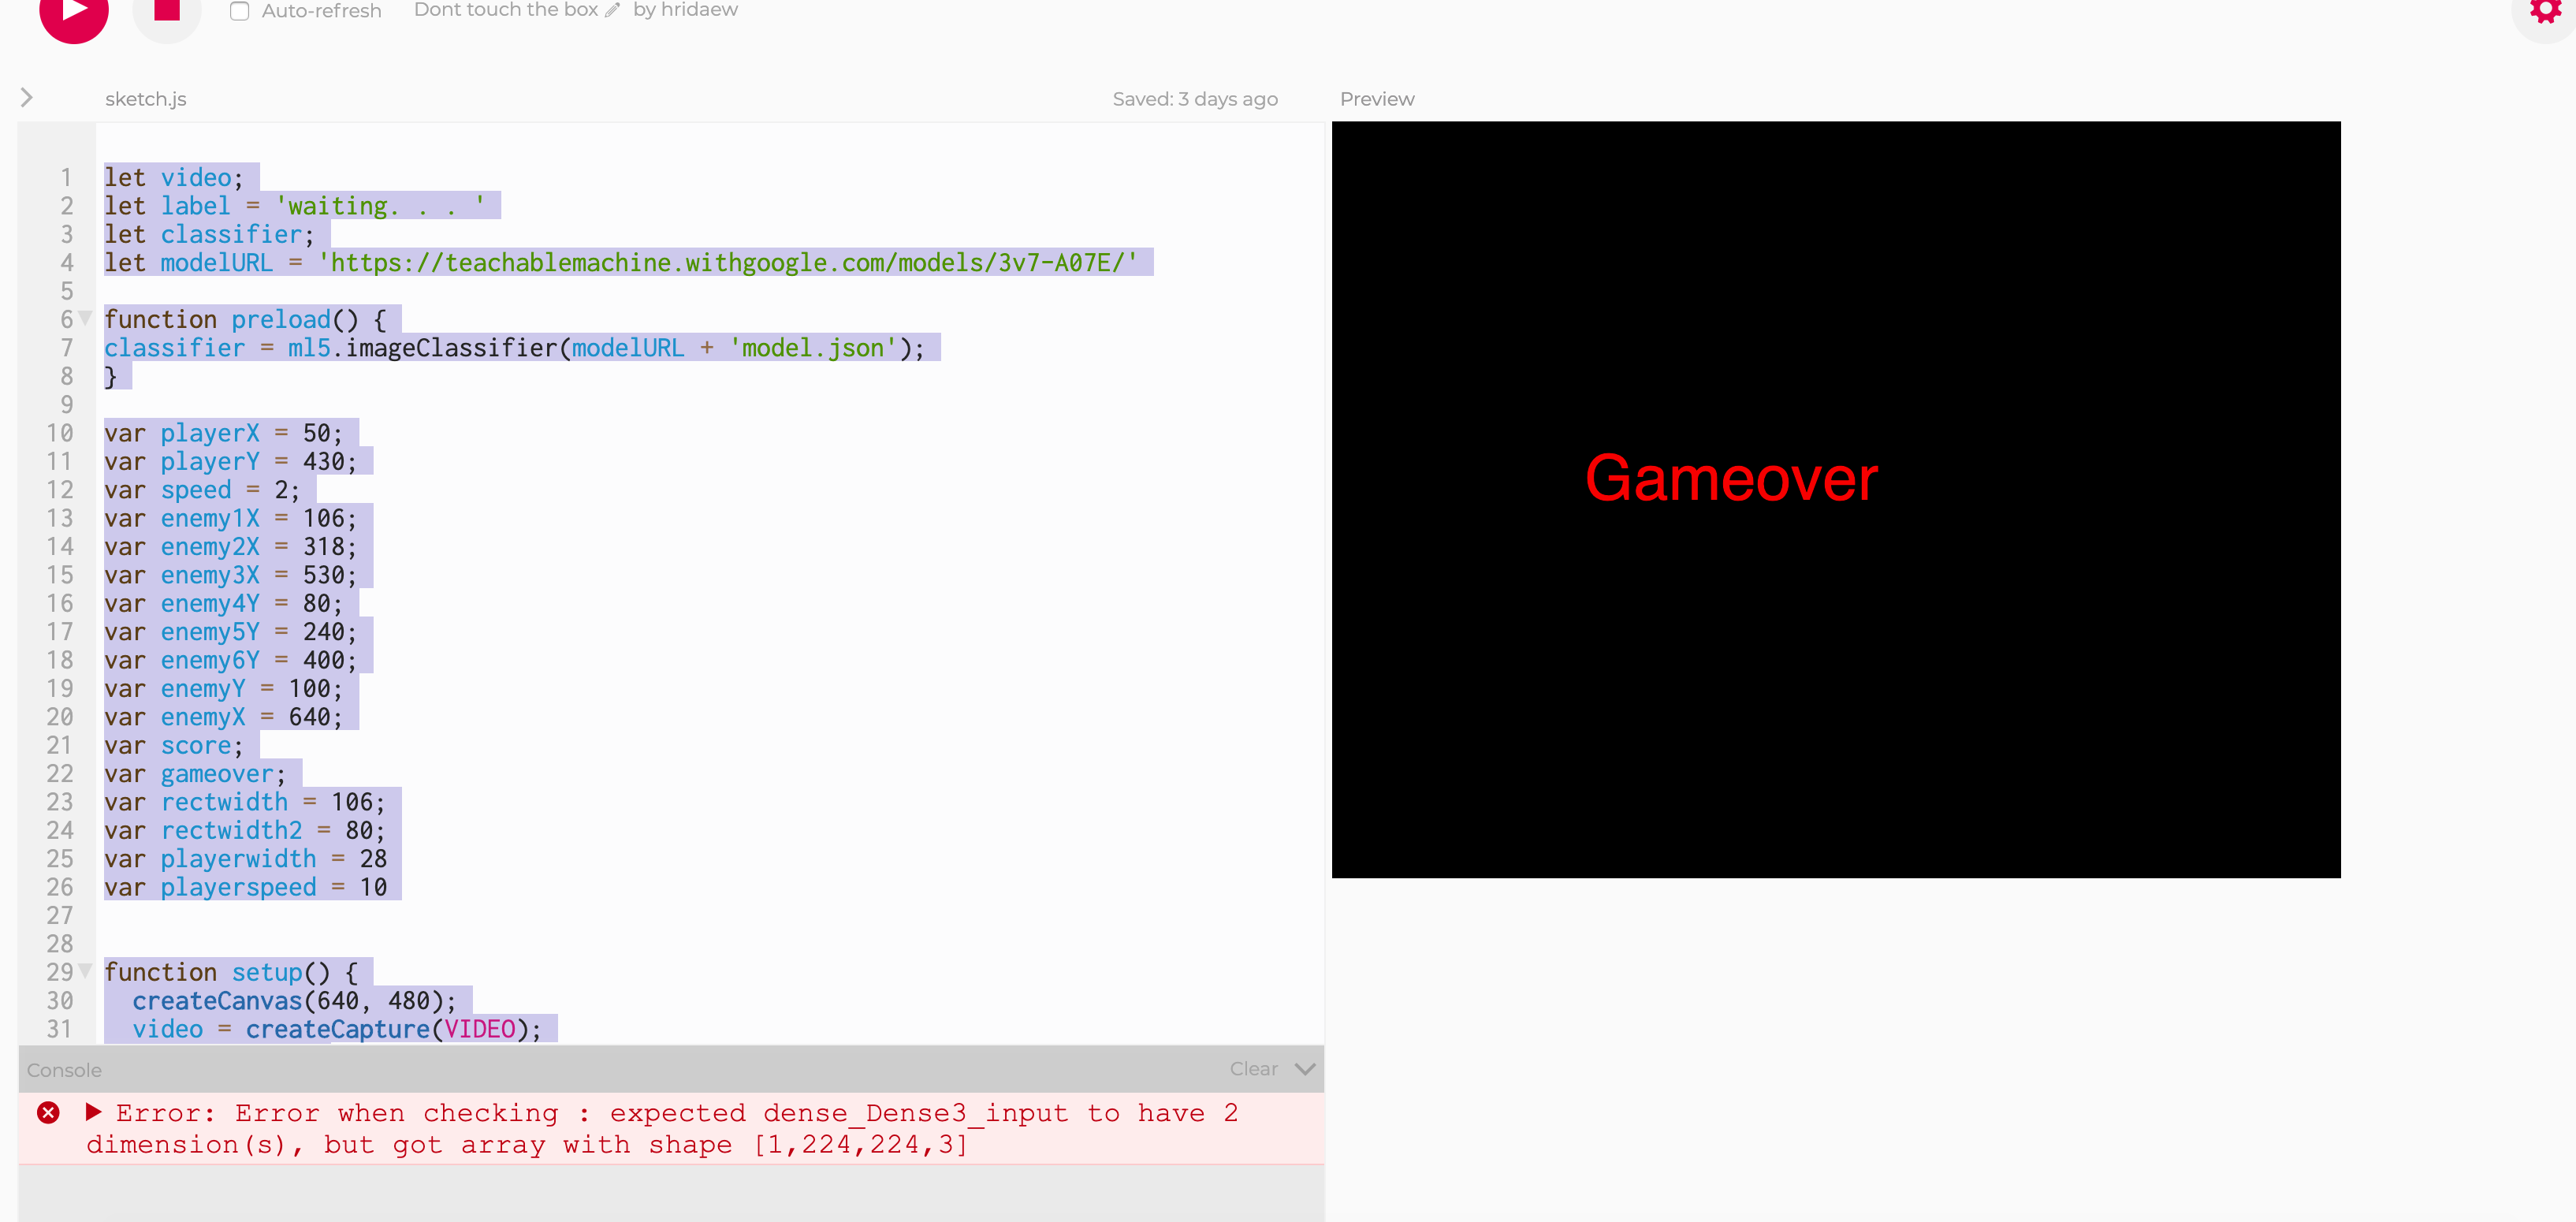 Auto-refresh Dont touch the box by hridaew
sketch.js Saved: 3 days ago Preview
1 let video;
2 let label = 'waiting. . . '
3 let classifier;
4 let modelURL = 'https://teachablemachine.withgoogle.com/models/3v7-A07E/'
5
6 function preload() {
7 classifier = ml5.imageClassifier(modelURL + 'model.json');
8 }
9
10 var playerX = 50;
11 var playerY = 430;
12 var speed = 2;
13 var enemy1X = 106;
14 var enemy2X = 318;
15 var enemy3X = 530;
16 var enemy4Y = 80;
17 var enemy5Y = 240;
18 var enemy6Y = 400;
19 var enemyY = 100;
20 var enemyX = 640;
21 var score;
22 var gameover;
23 var rectwidth = 106;
24 var rectwidth2 = 80;
25 var playerwidth = 28
26 var playerspeed = 10
27
28
29 function setup() {
30 createCanvas(640, 480);
31 video = createCapture(VIDEO);
Gameover
Console Clear
Error: Error when checking : expected dense_Dense3_input to have 2
dimension(s), but got array with shape [1,224,224,3]